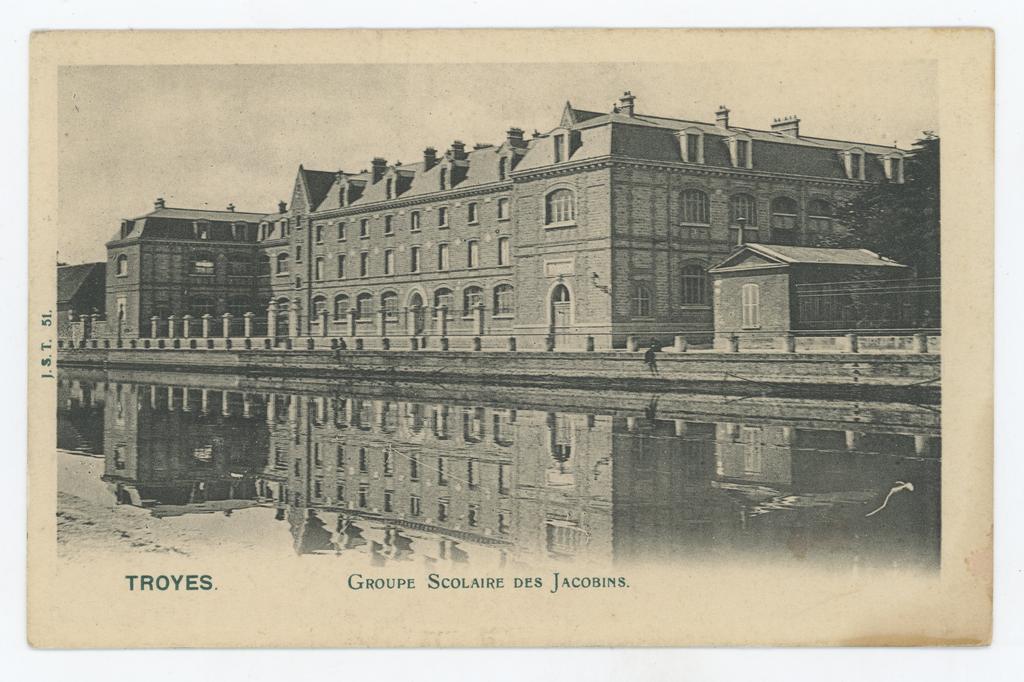 J. S. T. 51.
TROYES.
GROUPE SCOLAIRE DES JACOBINS.